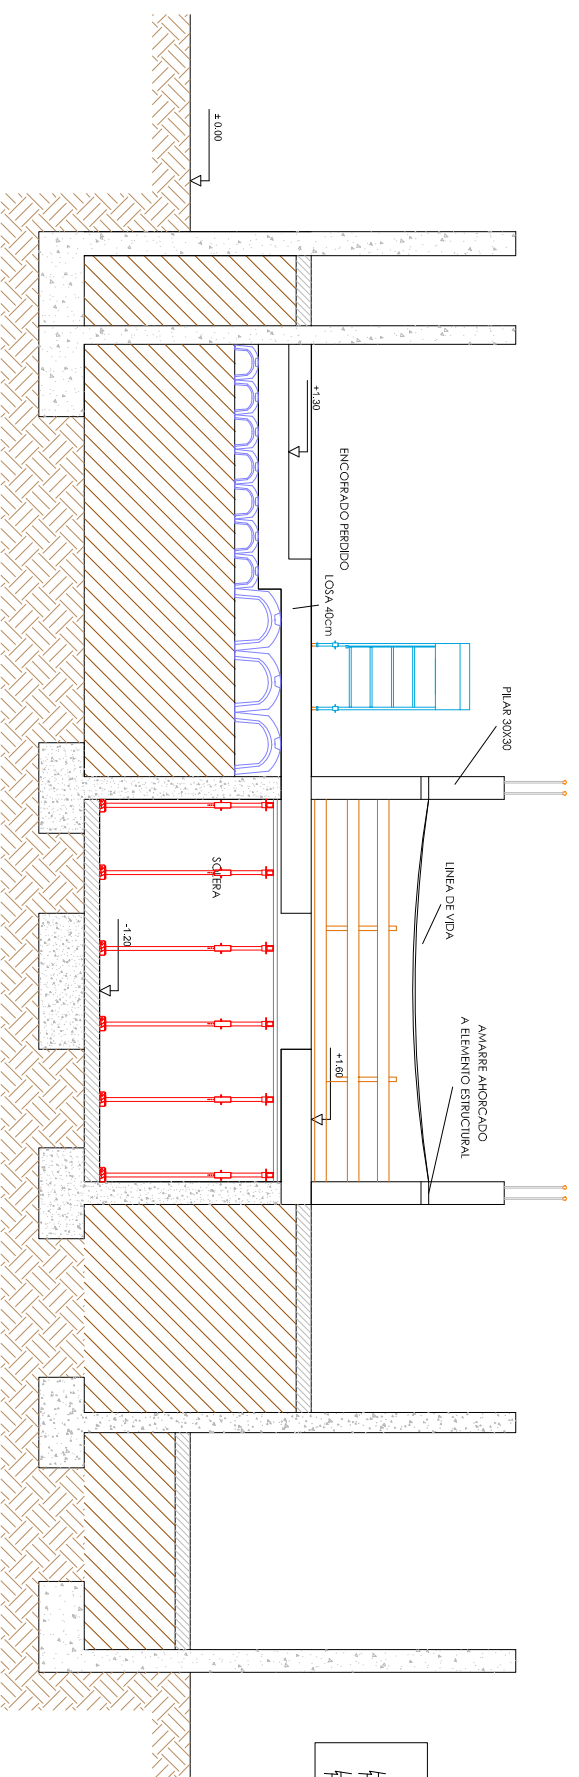 ± 0.00
+1.30
ENCOFRADO PERDIDO
LOSA 40cm
PILAR 30X30
SOLERA
-1.20
LINEA DE VIDA
+1.60
AMARRE AHORCADO
A ELEMENTO ESTRUCTURAL